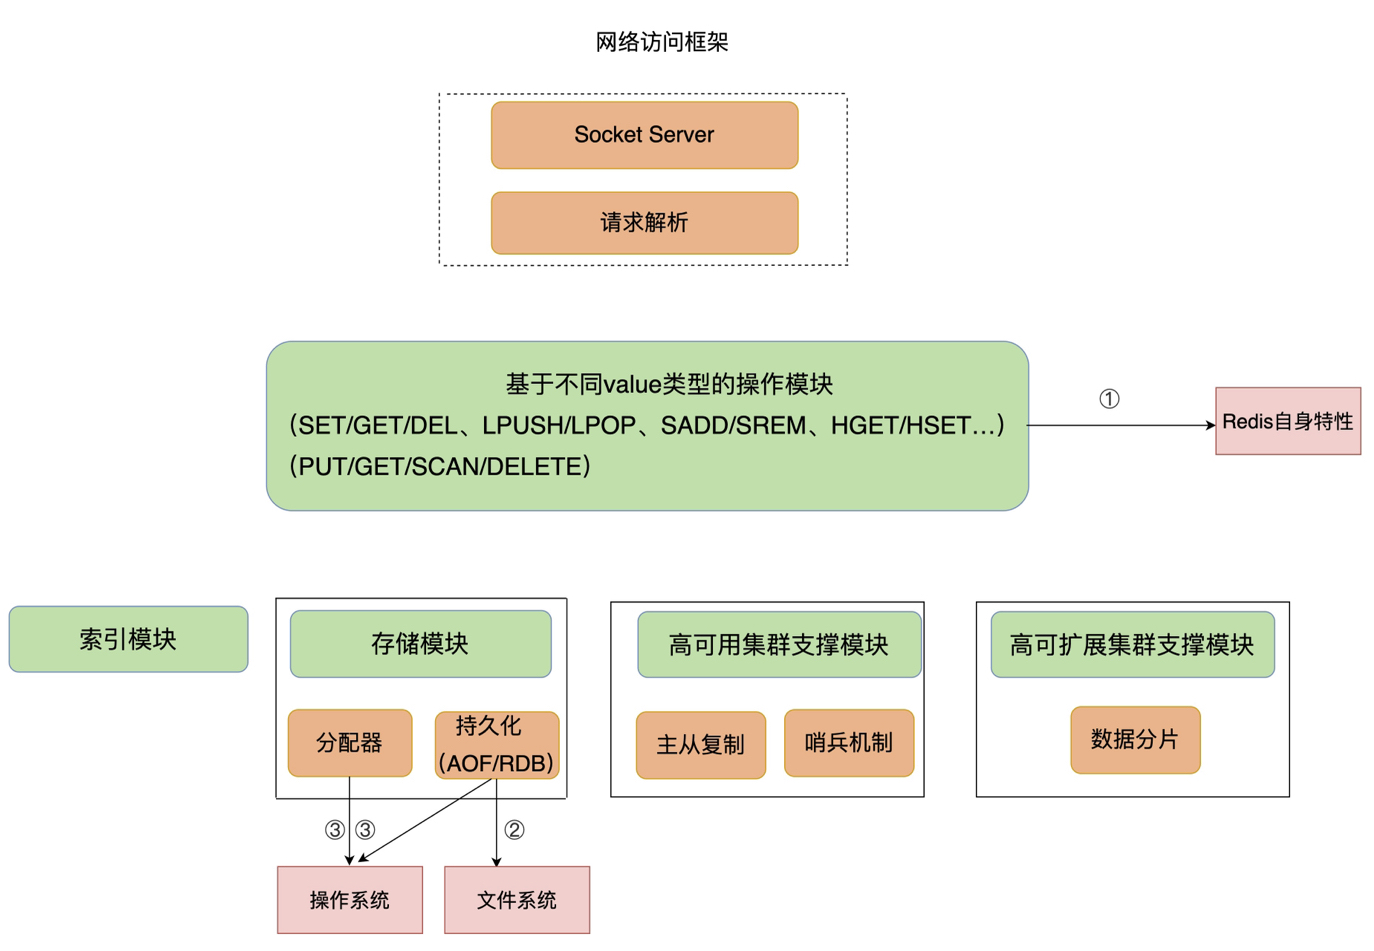 网络访问框架
Socket Server
请求解析
基于不同value类型的操作模块
（SET/GET/DEL、LPUSH/LPOP、SADD/SREM、HGET/HSET...）
（PUT/GET/SCAN/DELETE）
①
Redis自身特性
索引模块
存储模块
高可用集群支撑模块
高可扩展集群支撑模块
分配器
持久化
（AOF/RDB）
主从复制
哨兵机制
数据分片
③
③
②
操作系统
文件系统